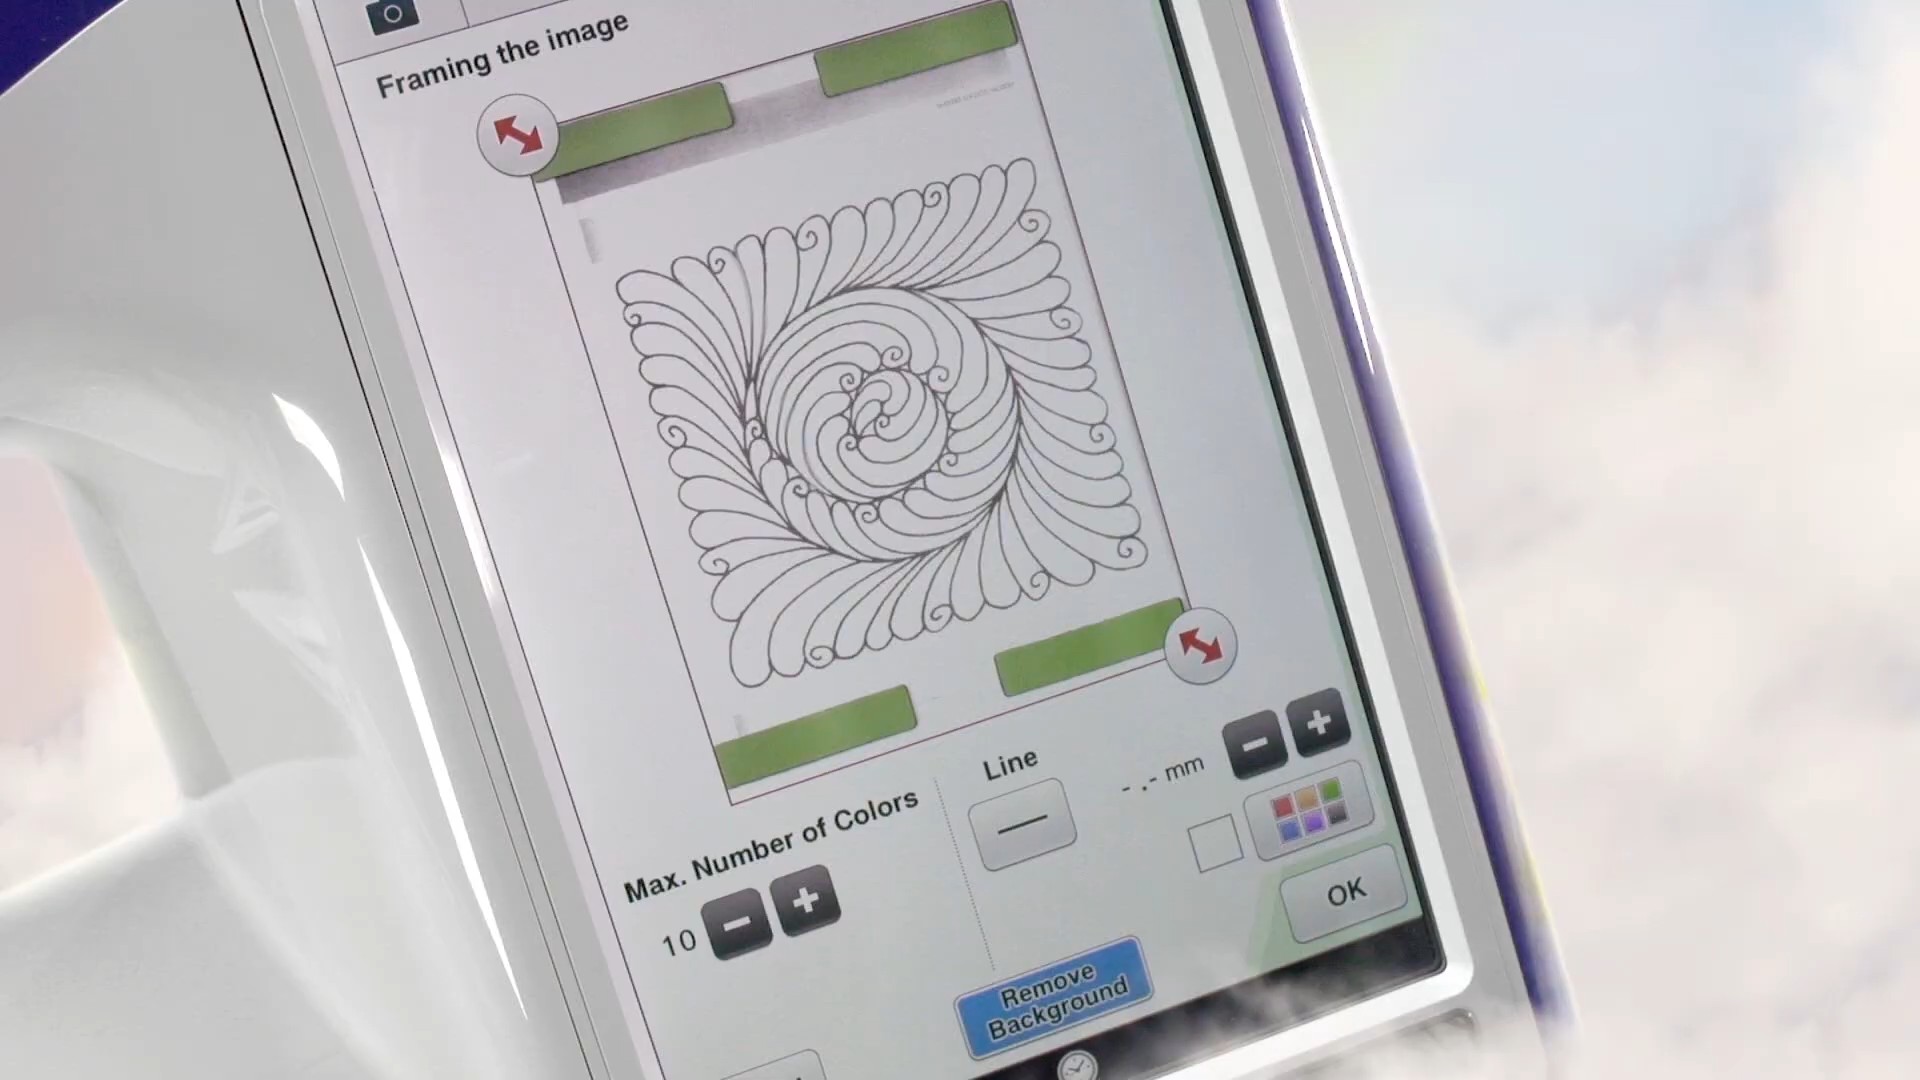 Framing the image
Line
- .- mm
Max. Number of Colors
10
OK
Remove
Background